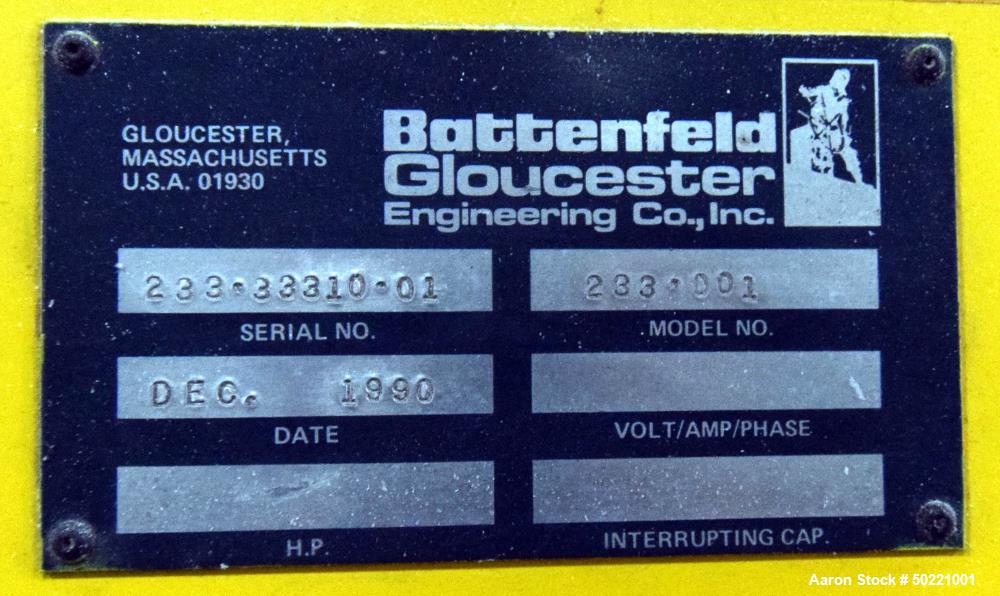 GLOUCESTER,
MASSACHUSETTS
U.S.A. 01930
Battenfeld
Gloucester
Engineering Co., Inc.
233·33310·01
SERIAL NO.
233·001
MODEL NO.
DEC. 1990
DATE
VOLT/AMP/PHASE
H.P.
INTERRUPTING CAP.
Aaron Stock # 50221001